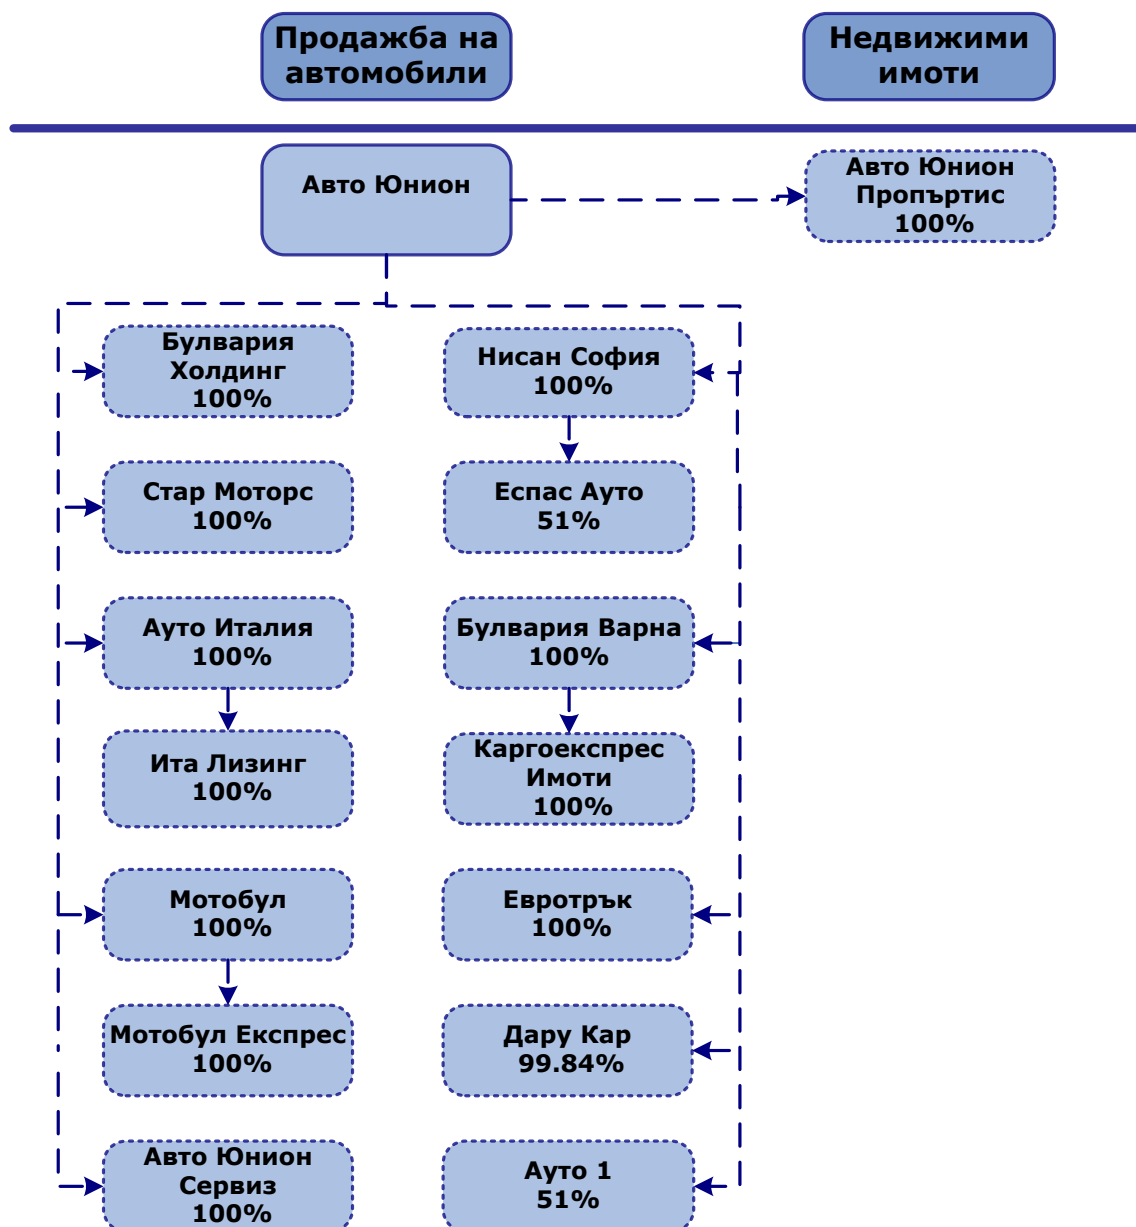 Продажба на
автомобили
Недвижими
имоти
Авто Юнион
Авто Юнион
Пропъртис
100%
Булвария
Холдинг
100%
Нисан София
100%
Стар Моторс
100%
Еспас Ауто
51%
Ауто Италия
100%
Булвария Варна
100%
Ита Лизинг
100%
Каргоекспрес
Имоти
100%
Мотобул
100%
Евротрък
100%
Мотобул Експрес
100%
Дару Кар
99.84%
Авто Юнион
Сервиз
100%
Ауто 1
51%